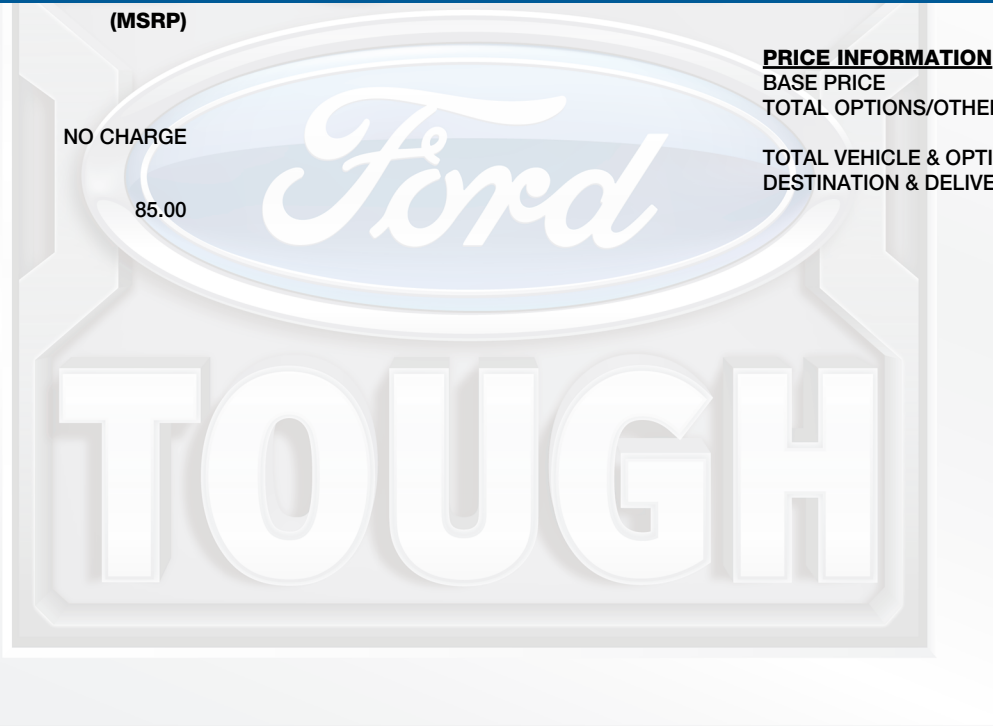 (MSRP)
NO CHARGE
85.00
PRICE INFORMATION
BASE PRICE
TOTAL OPTIONS/OTHER
TOTAL VEHICLE & OPTI
DESTINATION & DELIVE
Ford
TOUGH